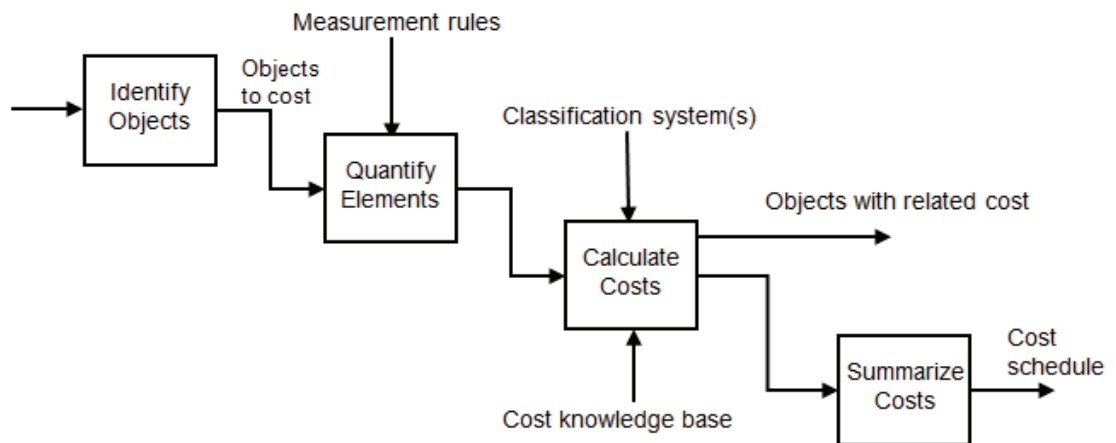 Measurement rules
Identify
Objects
Objects
to cost
Classification system(s)
Quantify
Elements
Objects with related cost
Calculate
Costs
Cost knowledge base
Summarize
Costs
Cost
schedule